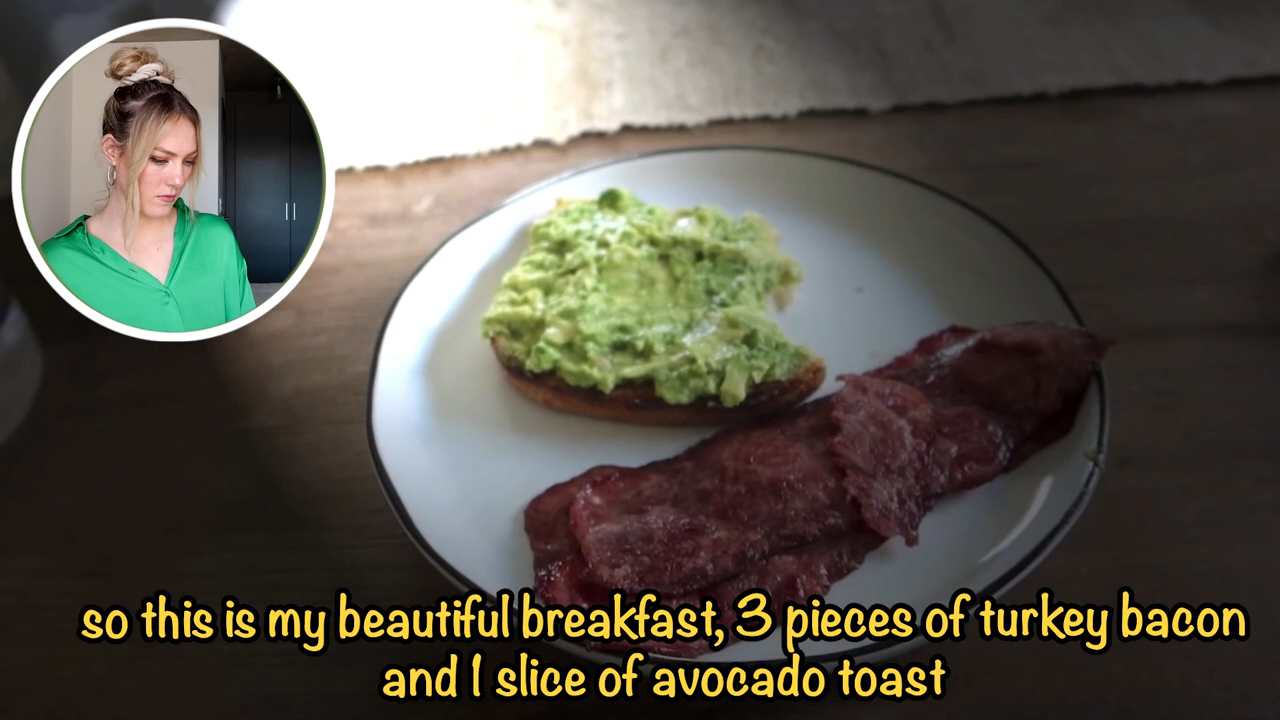 so this is my beautiful breakfast, 3 pieces of turkey bacon
and 1 slice of avocado toast